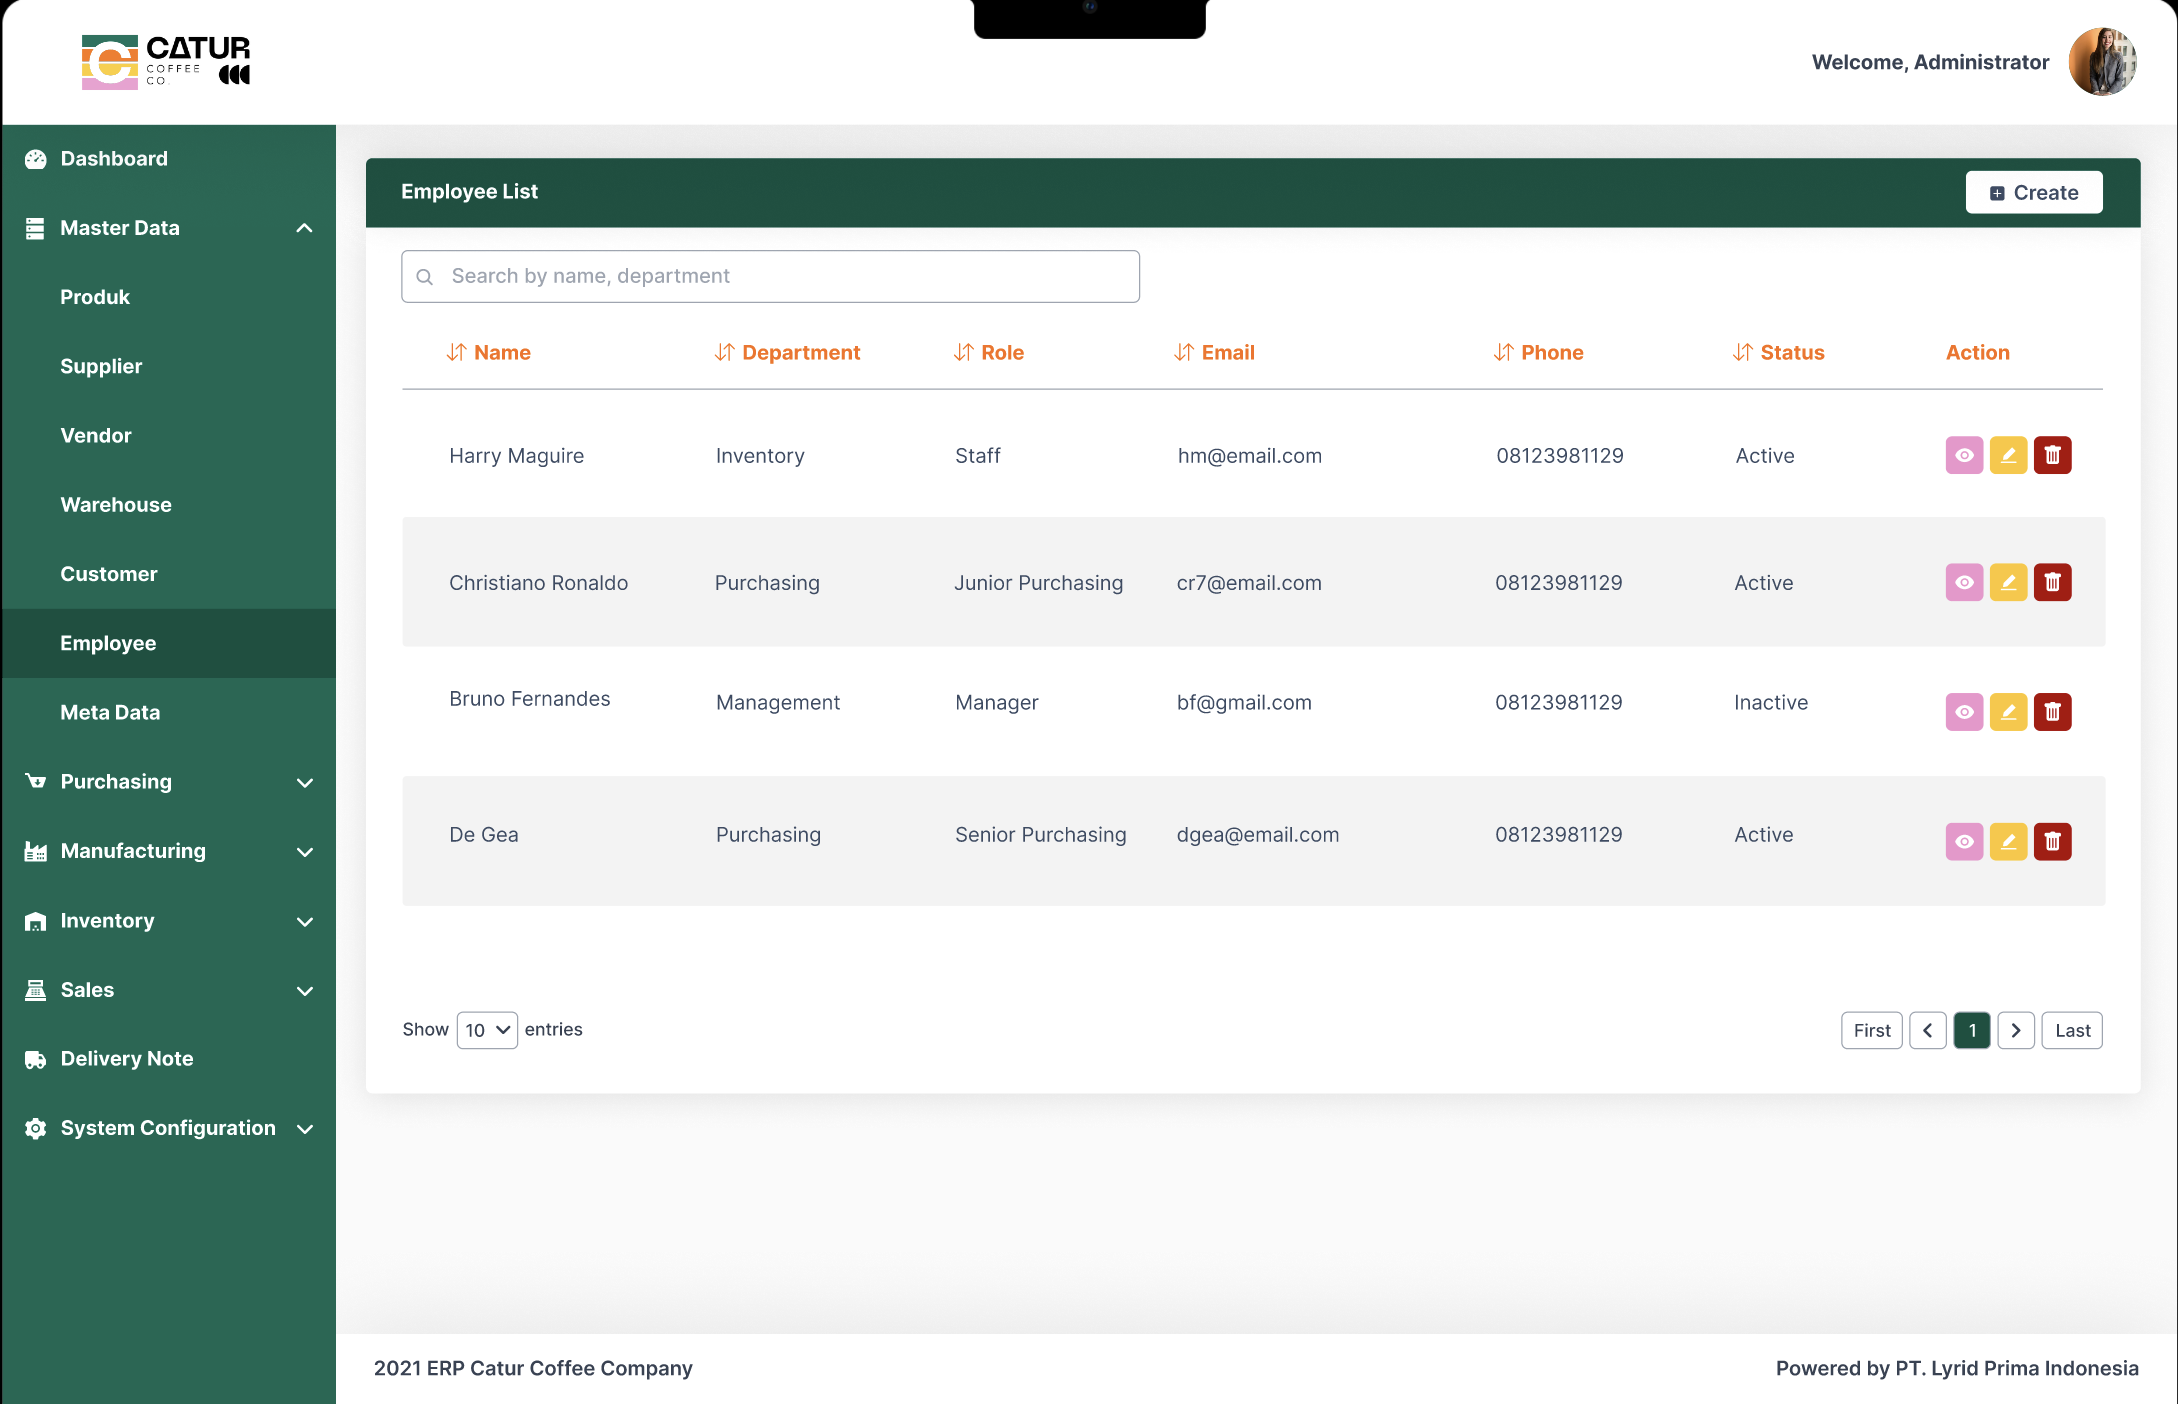 CATUR
COFFEE
CO.
Welcome, Administrator
Dashboard
Master Data
Produk
Supplier
Vendor
Warehouse
Customer
Employee
Meta Data
Purchasing
Manufacturing
Inventory
Sales
Delivery Note
System Configuration
Employee List
Create
Search by name, department
Name Department Role Email Phone Status Action
Harry Maguire Inventory Staff hm@email.com 08123981129 Active
Christiano Ronaldo Purchasing Junior Purchasing cr7@email.com 08123981129 Active
Bruno Fernandes Management Manager bf@gmail.com 08123981129 Inactive
De Gea Purchasing Senior Purchasing dgea@email.com 08123981129 Active
Show 10 entries
First 1 Last
2021 ERP Catur Coffee Company
Powered by PT. Lyrid Prima Indonesia